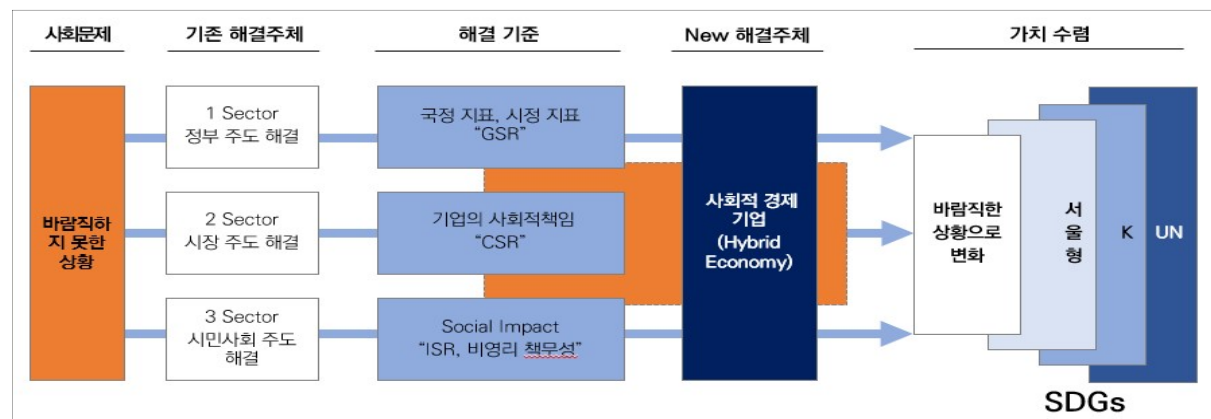 사회문제
기존 해결주체
해결 기준
New 해결주체
가치 수렴
바람직하
지 못한
상황
1 Sector
정부 주도 해결
2 Sector
시장 주도 해결
3 Sector
시민사회 주도
해결
국정 지표, 시정 지표
“GSR”
기업의 사회적책임
“CSR”
Social Impact
“ISR, 비영리 책무성”
사회적 경제
기업
(Hybrid
Economy)
바람직한
상황으로
변화
서
울
형
K
UN
SDGs